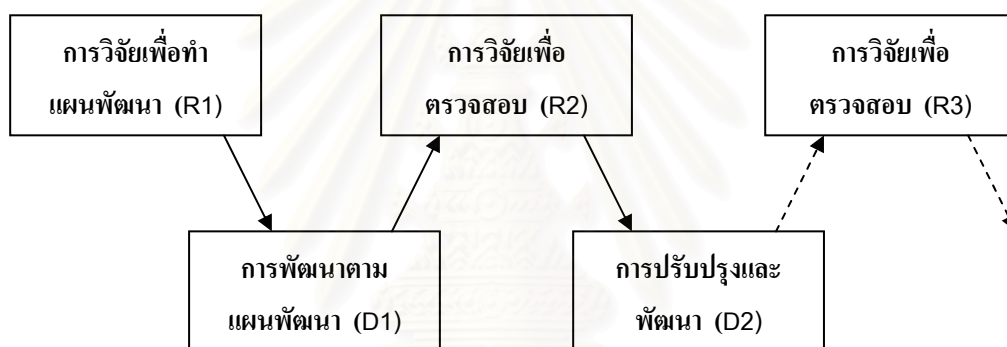 การวิจัยเพื่อทำ
แผนพัฒนา (R1)
การวิจัยเพื่อ
ตรวจสอบ (R2)
การวิจัยเพื่อ
ตรวจสอบ (R3)
การพัฒนาตาม
แผนพัฒนา (D1)
การปรับปรุงและ
พัฒนา (D2)